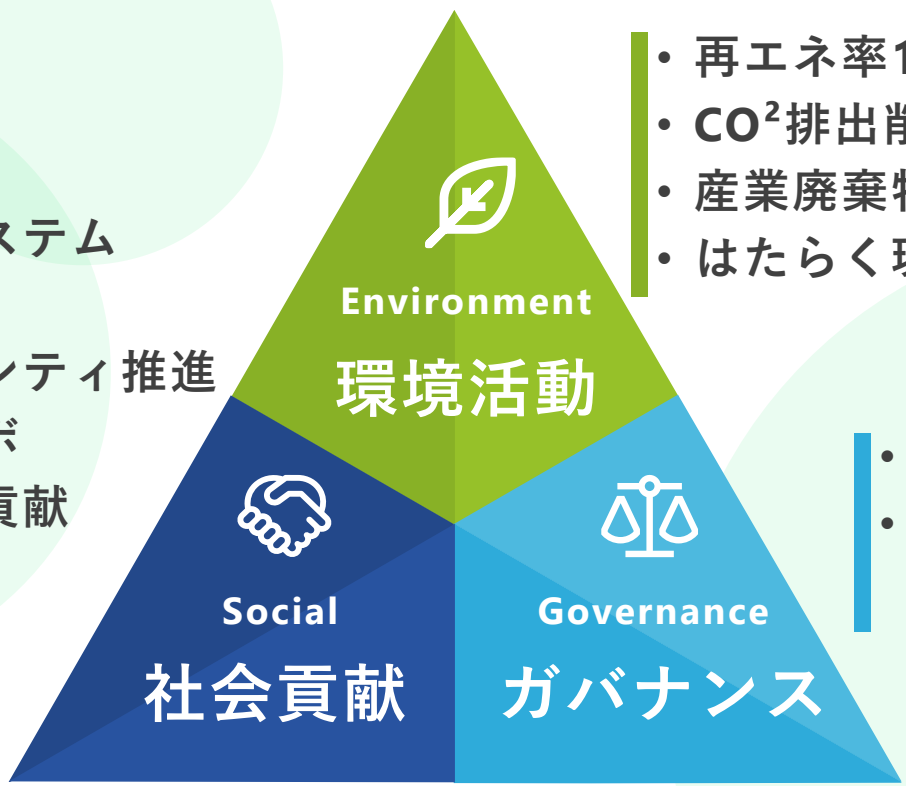 ・再エネ率1
・CO²排出削
・産業廃棄物
・はたらく環
ステム
ンティ推進
ボ
貢献
Environment
環境活動
Social
社会貢献
Governance
ガバナンス